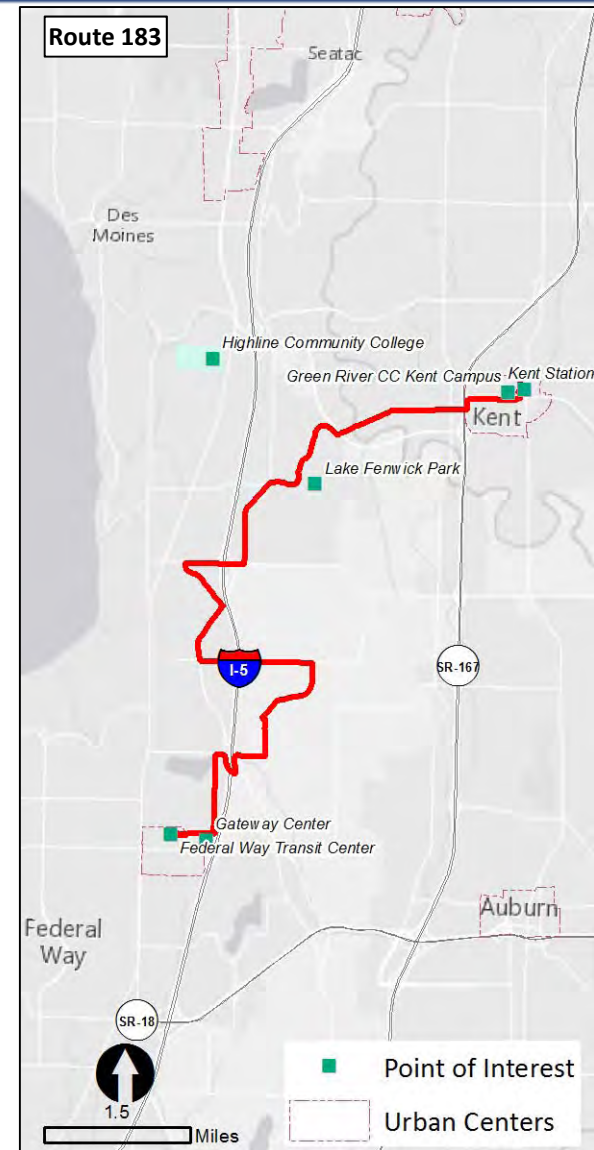 Route 183
Seatac
Des
Moines
Highline Community College
Green River CC Kent Campus
Kent Station
Kent
Lake Fenwick Park
I-5
SR-167
Gateway Center
Federal Way Transit Center
Auburn
Federal
Way
SR-18
1.5
Miles
Point of Interest
Urban Centers